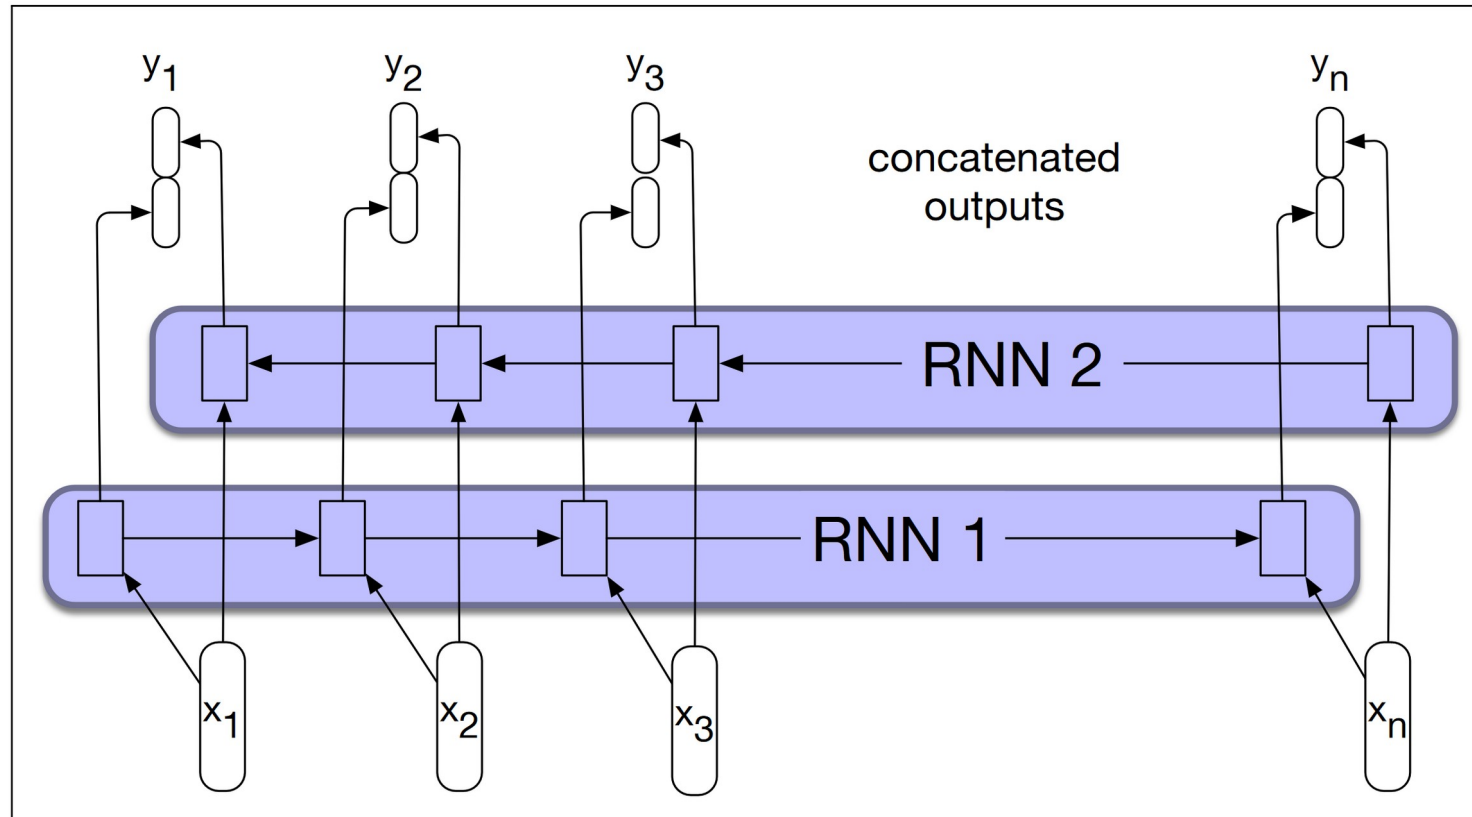 y1 y2 y3 yn
concatenated
outputs
RNN 2
RNN 1
x1 x2 x3 xn